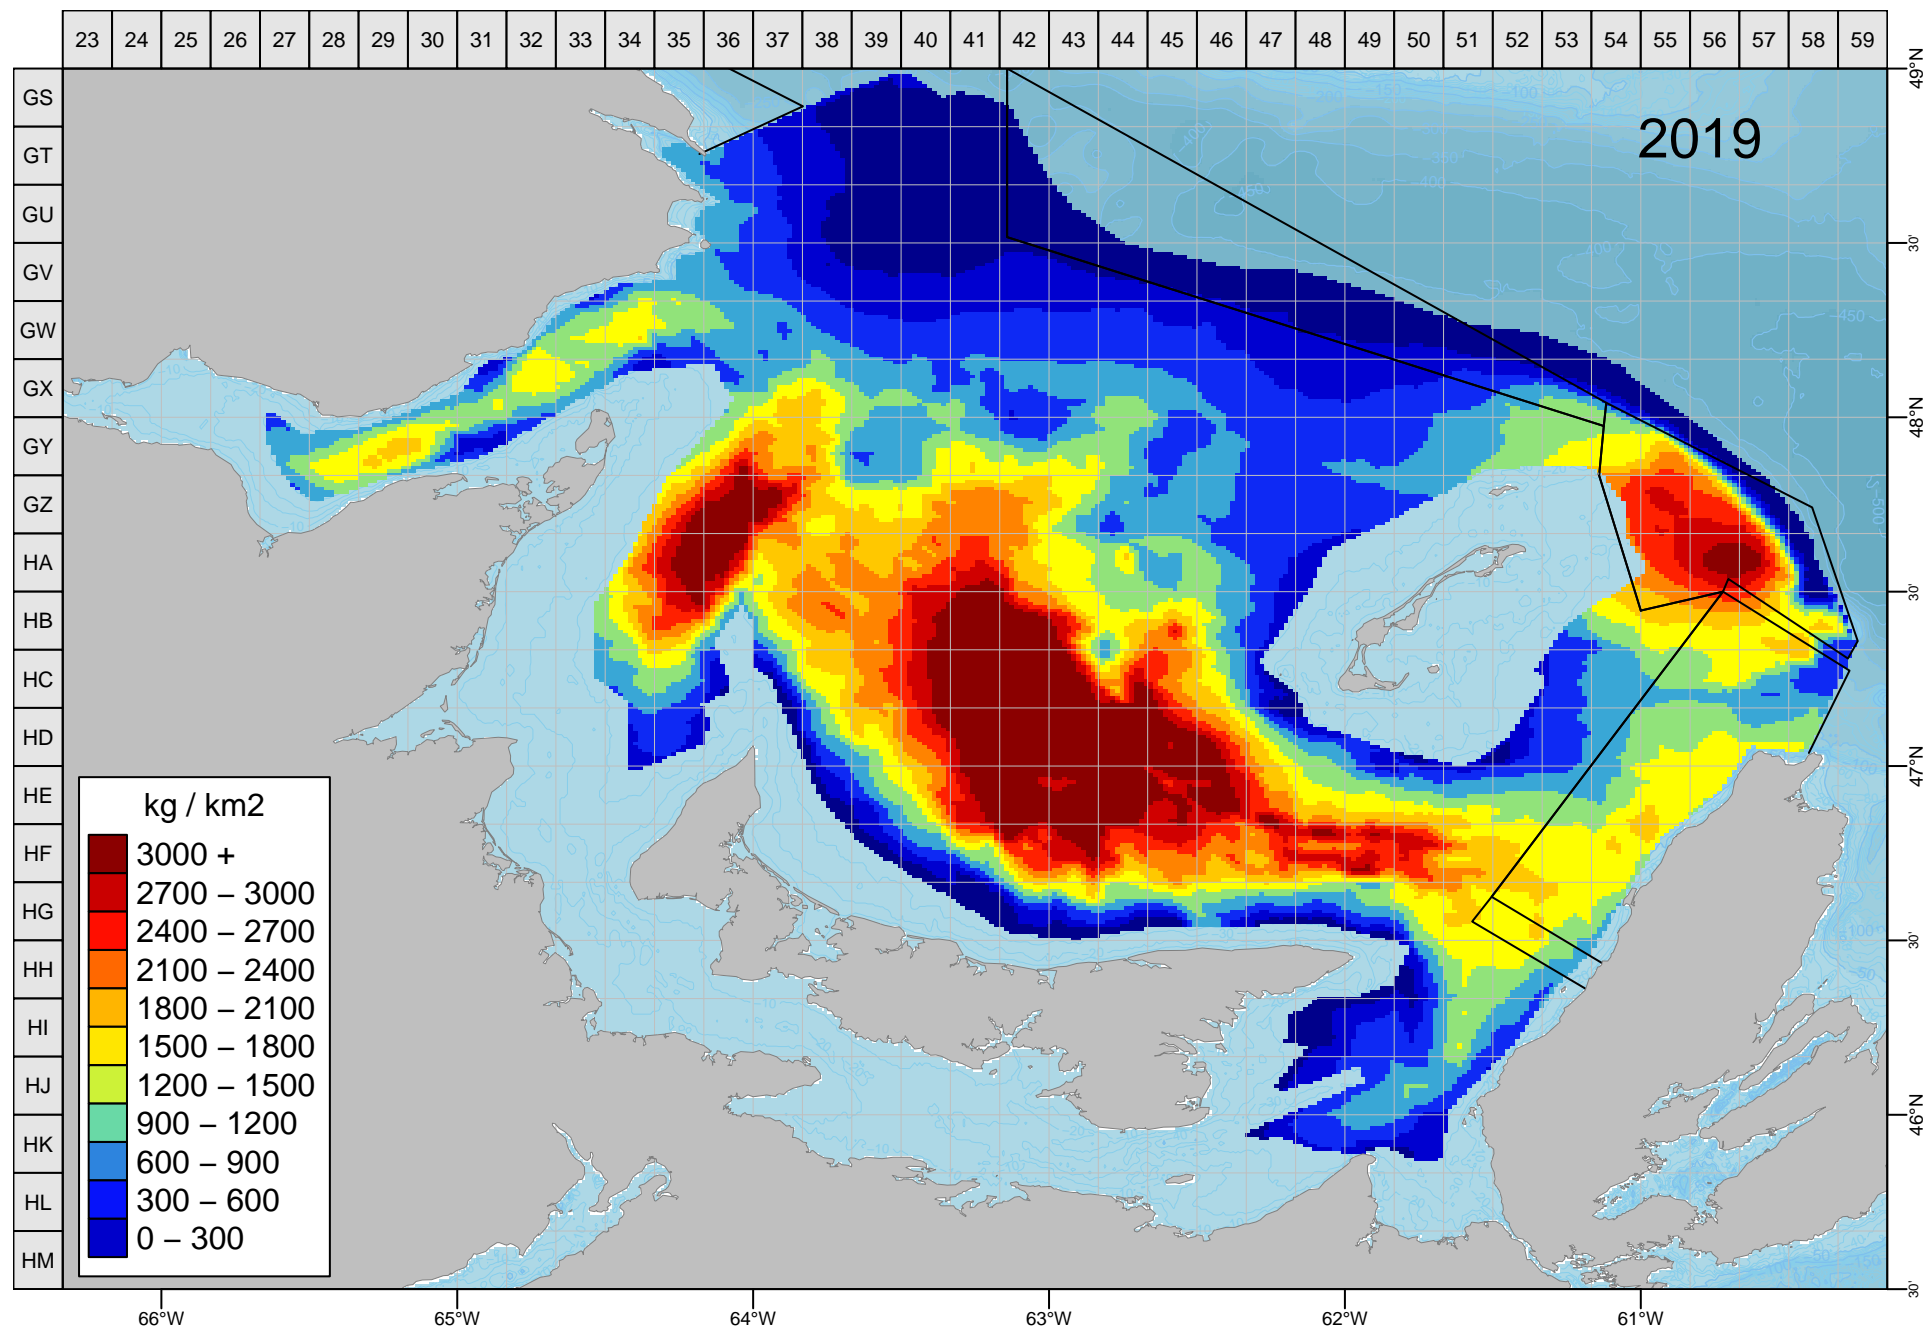 23 24 25 26 27 28 29 30 31 32 33 34 35 36 37 38 39 40 41 42 43 44 45 46 47 48 49 50 51 52 53 54 55 56 57 58 59
GS
GT
GU
GV
GW
GX
GY
GZ
HA
HB
HC
HD
HE
HF
HG
HH
HI
HJ
HK
HL
HM
2019
49°N
30'
48°N
30'
47°N
30'
46°N
30'
kg / km2
3000 +
2700 – 3000
2400 – 2700
2100 – 2400
1800 – 2100
1500 – 1800
1200 – 1500
900 – 1200
600 – 900
300 – 600
0 – 300
66°W 65°W 64°W 63°W 62°W 61°W